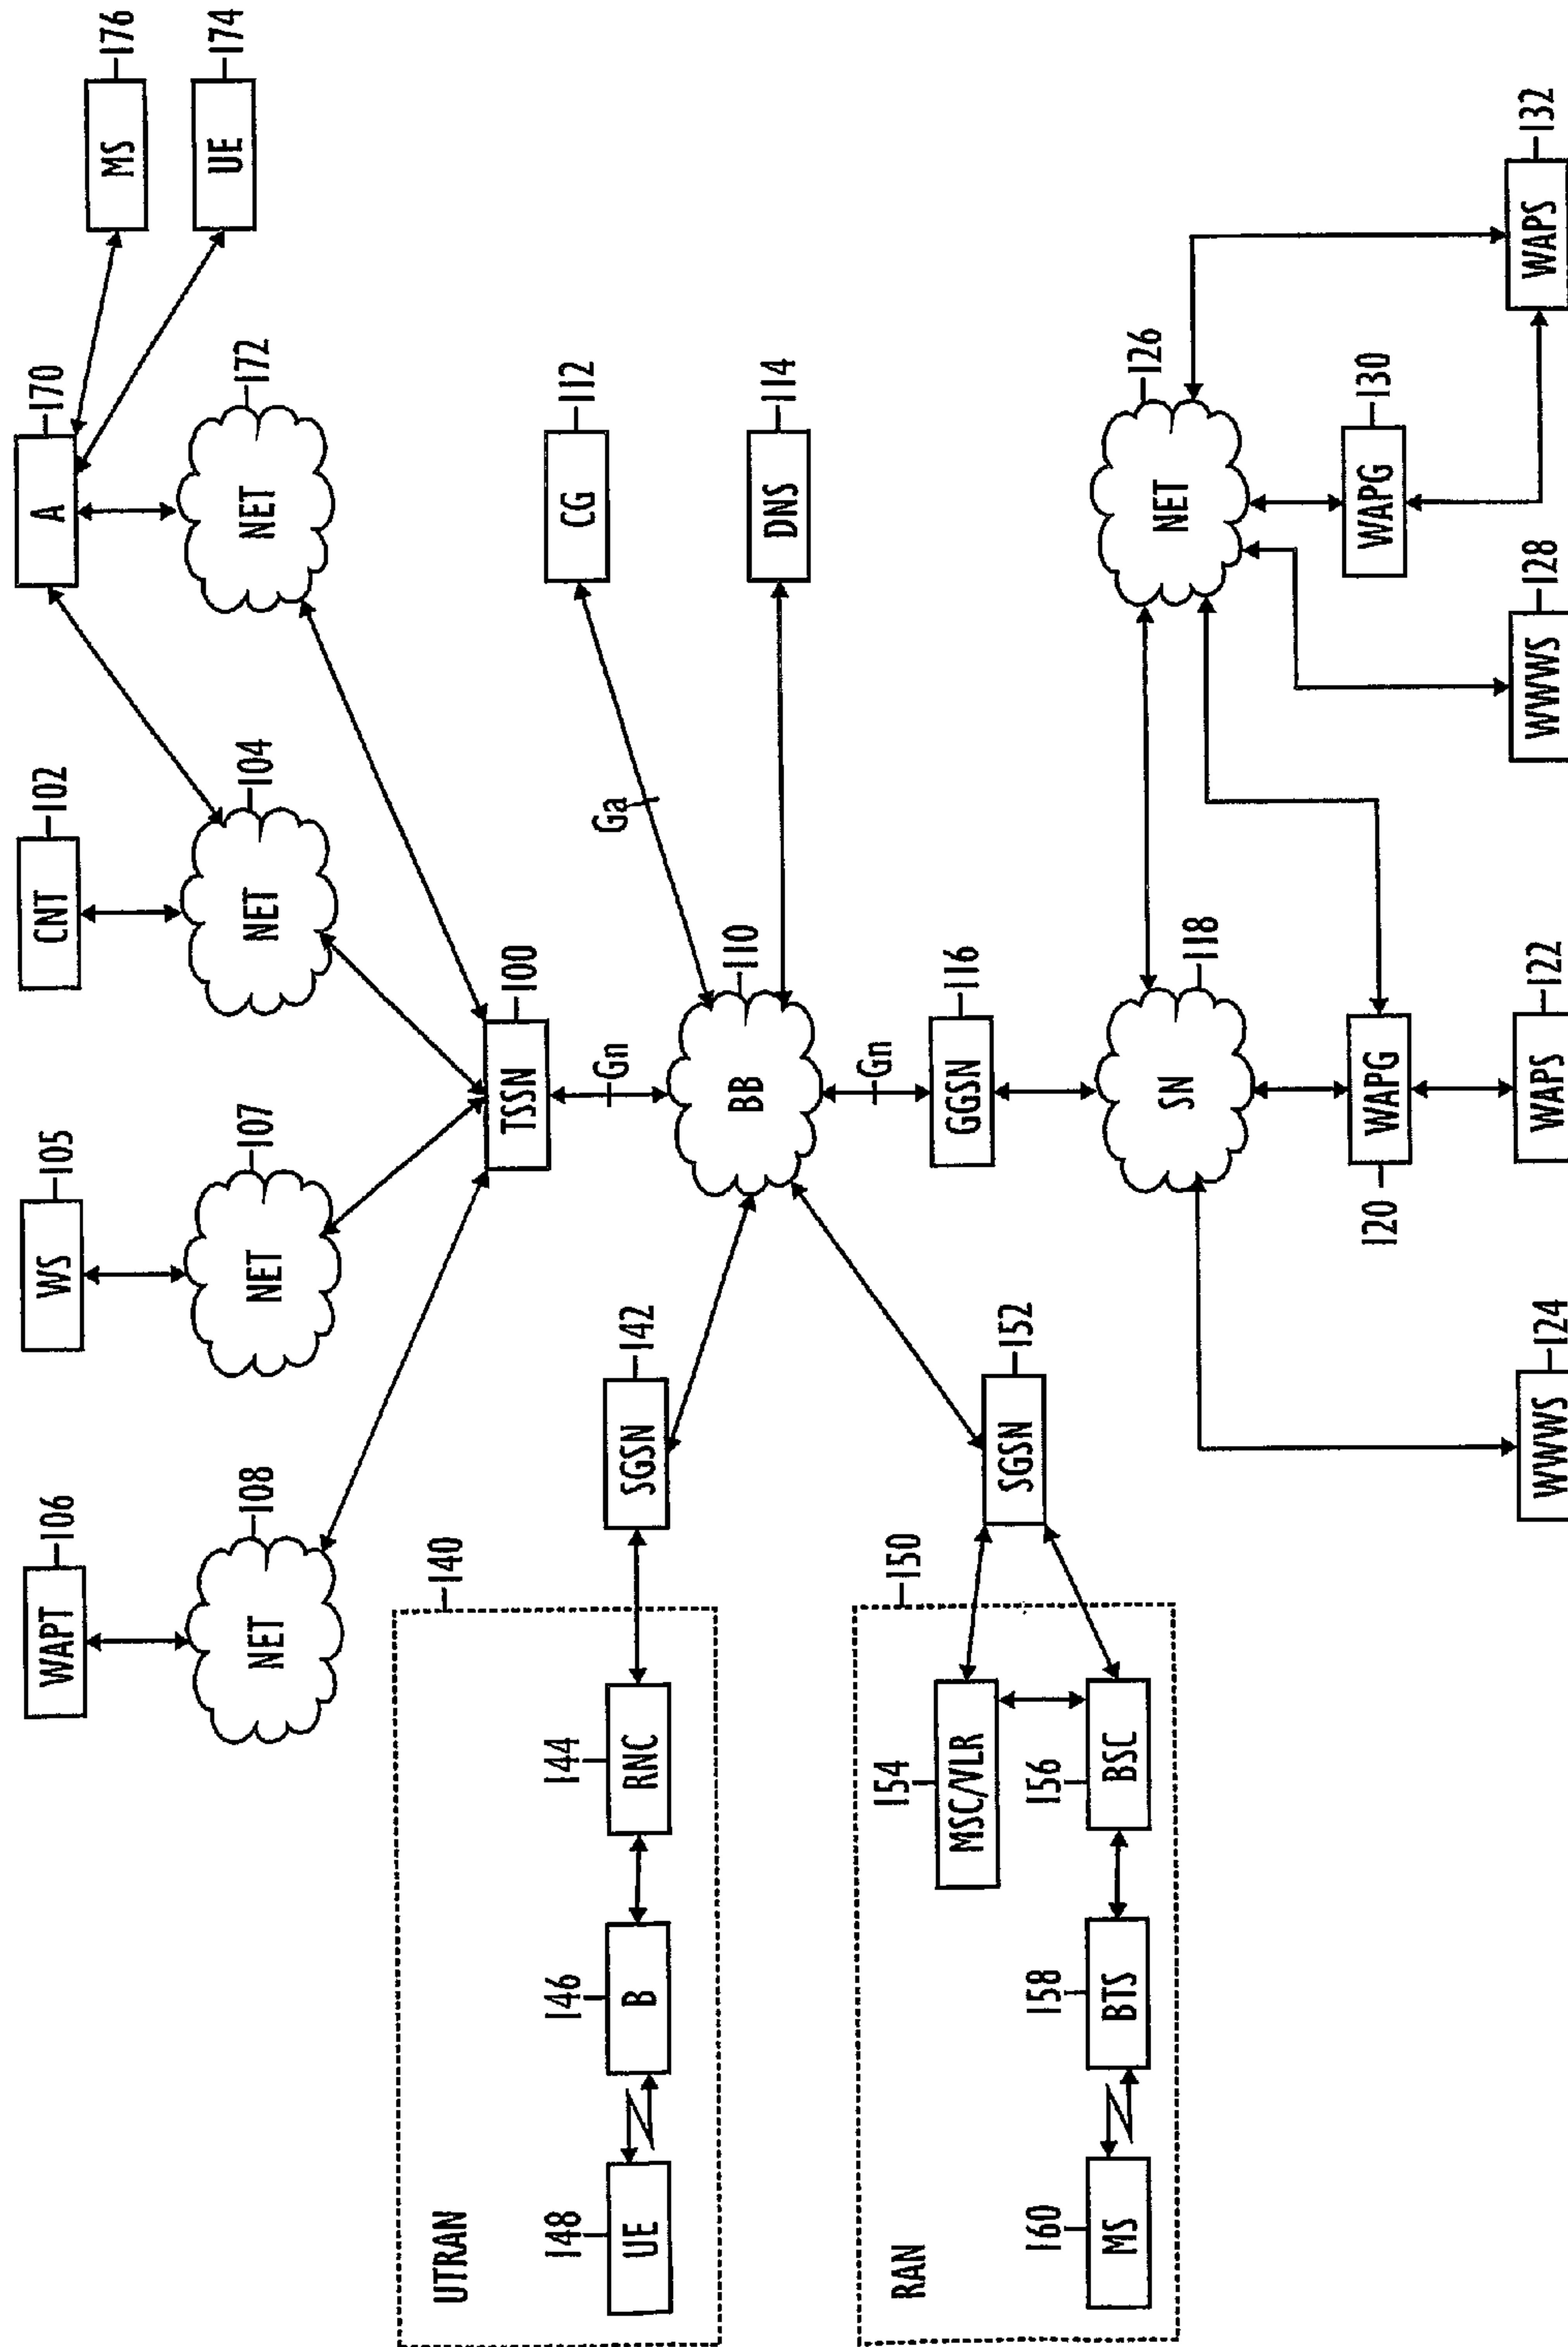 WAPT 106
WS 105
CNT 102
A 170
MS 176
UE 174
NET 108
NET 107
NET 104
NET 172
TSSN 100
Gn
CG 112
Ga
DNS 114
BB 110
UTRAN 140
UE 148
B 146
RNC 144
SGSN 142
Gn
GGSN 116
RAN 150
MSC/VLR 154
SGSN 152
MS 160
BTS 158
BSC 156
SN 118
NET 126
WAPG 120
WAPG 130
WWWS 124
WAPS 122
WWWS 128
WAPS 132